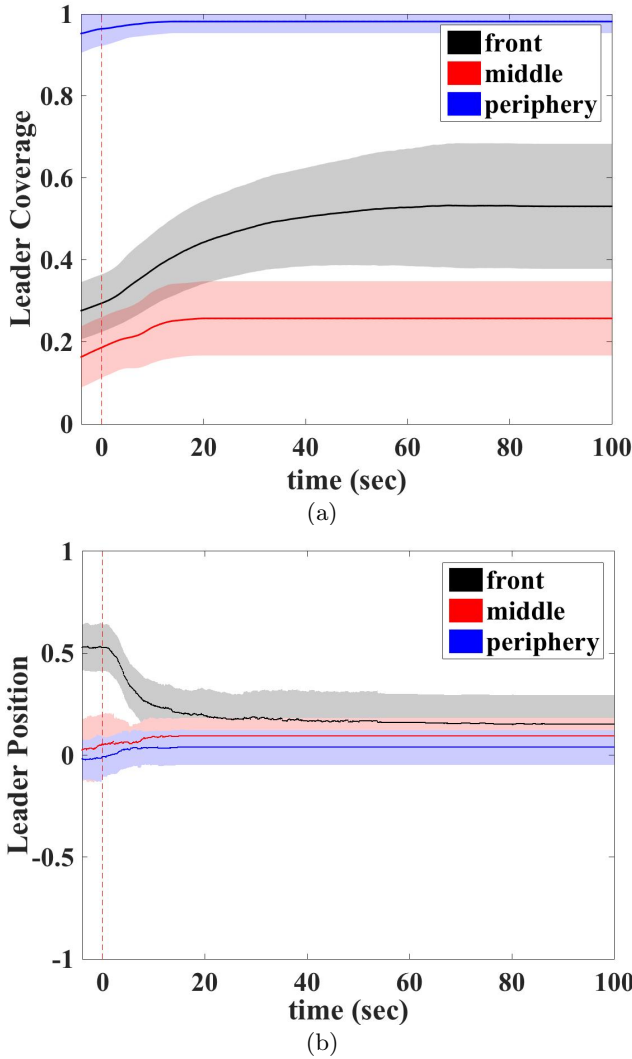 1
0.8
0.6
0.4
0.2
0
Leader Coverage
front
middle
periphery
0 20 40 60 80 100
time (sec)
(a)
1
0.5
0
-0.5
-1
Leader Position
front
middle
periphery
0 20 40 60 80 100
time (sec)
(b)